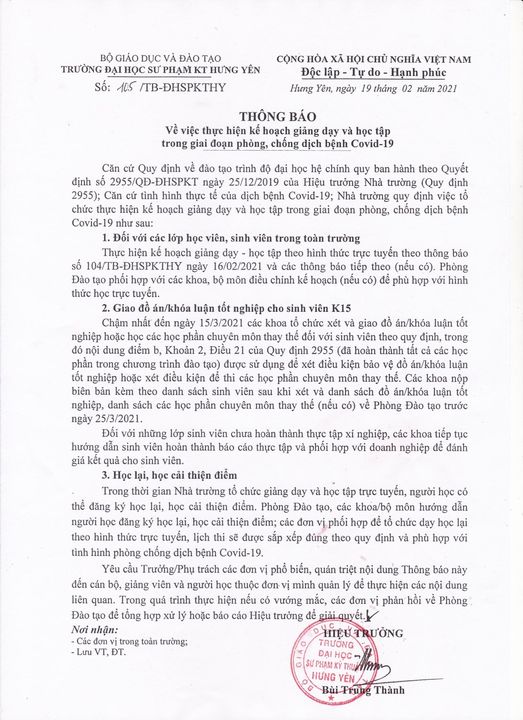 BỘ GIÁO DỤC VÀ ĐÀO TẠO
TRƯỜNG ĐẠI HỌC SƯ PHẠM KT HƯNG YÊN
Số: 105 /TB-ĐHSPKTHY
CỘNG HÒA XÃ HỘI CHỦ NGHĨA VIỆT NAM
Độc lập - Tự do - Hạnh phúc
Hưng Yên, ngày 19 tháng 02 năm 2021
THÔNG BÁO
Về việc thực hiện kế hoạch giảng dạy và học tập
trong giai đoạn phòng, chống dịch bệnh Covid-19
Căn cứ Quy định về đào tạo trình độ đại học hệ chính quy ban hành theo Quyết
định số 2955/QĐ-ĐHSPKT ngày 25/12/2019 của Hiệu trưởng Nhà trường (Quy định
2955); Căn cứ tình hình thực tế của dịch bệnh Covid-19; Nhà trường quy định việc tổ
chức thực hiện kế hoạch giảng dạy và học tập trong giai đoạn phòng, chống dịch bệnh
Covid-19 như sau:
1. Đối với các lớp học viên, sinh viên trong toàn trường
Thực hiện kế hoạch giảng dạy - học tập theo hình thức trực tuyến theo thông báo
số 104/TB-ĐHSPKTHY ngày 16/02/2021 và các thông báo tiếp theo (nếu có). Phòng
Đào tạo phối hợp với các khoa, bộ môn điều chỉnh kế hoạch (nếu có) để phù hợp với hình
thức học trực tuyến.
2. Giao đồ án/khóa luận tốt nghiệp cho sinh viên K15
Chậm nhất đến ngày 15/3/2021 các khoa tổ chức xét và giao đồ án/khóa luận tốt
nghiệp hoặc học các học phần chuyên môn thay thế đối với sinh viên theo quy định, trong
đó nội dung điểm b, Khoản 2, Điều 21 của Quy định 2955 (đã hoàn thành tất cả các học
phần trong chương trình đào tạo) được sử dụng để xét điều kiện bảo vệ đồ án/khóa luận
tốt nghiệp hoặc xét điều kiện để thi các học phần chuyên môn thay thế. Các khoa nộp
biên bản kèm theo danh sách sinh viên sau khi xét và danh sách đồ án/khóa luận tốt
nghiệp, danh sách các học phần chuyên môn thay thế (nếu có) về Phòng Đào tạo trước
ngày 25/3/2021.
Đối với những lớp sinh viên chưa hoàn thành thực tập xí nghiệp, các khoa tiếp tục
hướng dẫn sinh viên hoàn thành báo cáo thực tập và phối hợp với doanh nghiệp để đánh
giá kết quả cho sinh viên.
3. Học lại, học cải thiện điểm
Trong thời gian Nhà trường tổ chức giảng dạy và học tập trực tuyến, người học có
thể đăng ký học lại, học cải thiện điểm. Phòng Đào tạo, các khoa/bộ môn hướng dẫn
người học đăng ký học lại, học cải thiện điểm; các đơn vị phối hợp để tổ chức dạy học lại
theo hình thức trực tuyến, lịch thi sẽ được sắp xếp đúng theo quy định và phù hợp với
tình hình phòng chống dịch bệnh Covid-19.
Yêu cầu Trưởng/Phụ trách các đơn vị phổ biến, quán triệt nội dung Thông báo này
đến cán bộ, giảng viên và người học thuộc đơn vị mình quản lý để thực hiện các nội dung
liên quan. Trong quá trình thực hiện nếu có vướng mắc, các đơn vị phản hồi về Phòng
Đào tạo để tổng hợp xử lý hoặc báo cáo Hiệu trưởng để giải quyết.
Nơi nhận:
- Các đơn vị trong toàn trường;
- Lưu VT, ĐT.
HIỆU TRƯỞNG
TRƯỜNG
ĐẠI HỌC
SƯ PHẠM KỸ THUẬT
HƯNG YÊN
Bùi Trung Thành